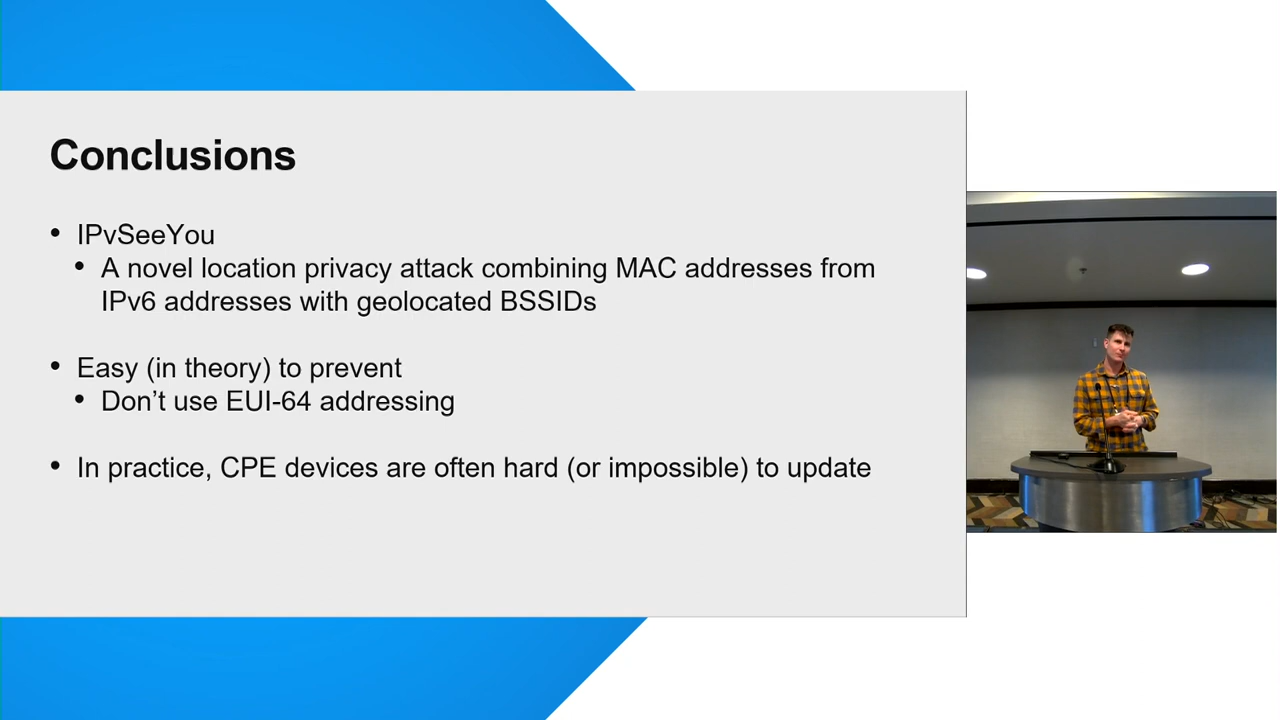 Conclusions
• IPvSeeYou
• A novel location privacy attack combining MAC addresses from
IPv6 addresses with geolocated BSSIDs
• Easy (in theory) to prevent
• Don’t use EUI-64 addressing
• In practice, CPE devices are often hard (or impossible) to update